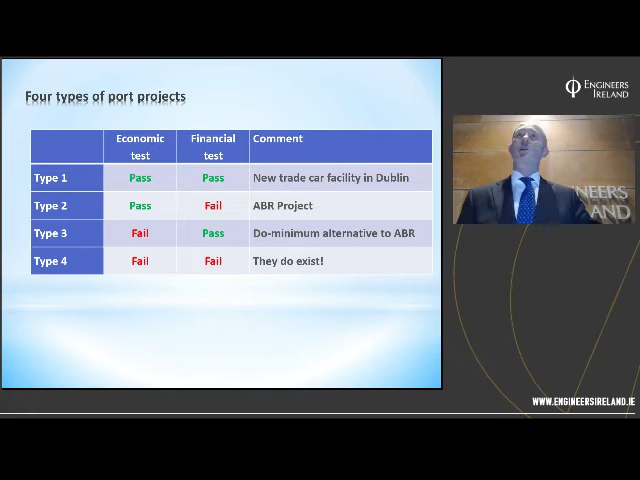 Four types of port projects
Economic test Financial test Comment
Type 1 Pass Pass New trade car facility in Dublin
Type 2 Pass Fail ABR Project
Type 3 Fail Pass Do-minimum alternative to ABR
Type 4 Fail Fail They do exist!
ENGINEERS
IRELAND
NEERS
LAND
WWW.ENGINEERSIRELAND.IE